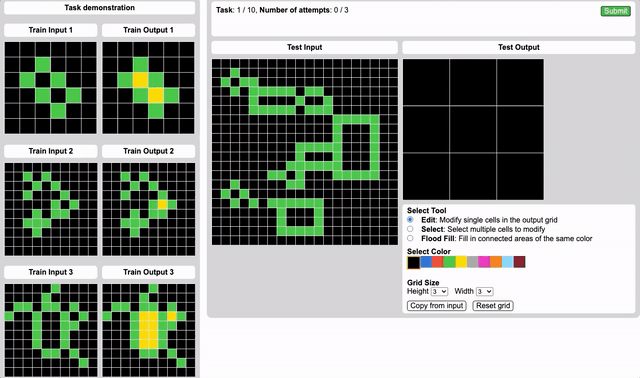 Task demonstration
Train Input 1
Train Output 1
Train Input 2
Train Output 2
Train Input 3
Train Output 3
Task: 1 / 10, Number of attempts: 0 / 3
Submit
Test Input
Test Output
Select Tool
Edit: Modify single cells in the output grid
Select: Select multiple cells to modify
Flood Fill: Fill in connected areas of the same color
Select Color
Grid Size
Height 3 Width 3
Copy from input
Reset grid